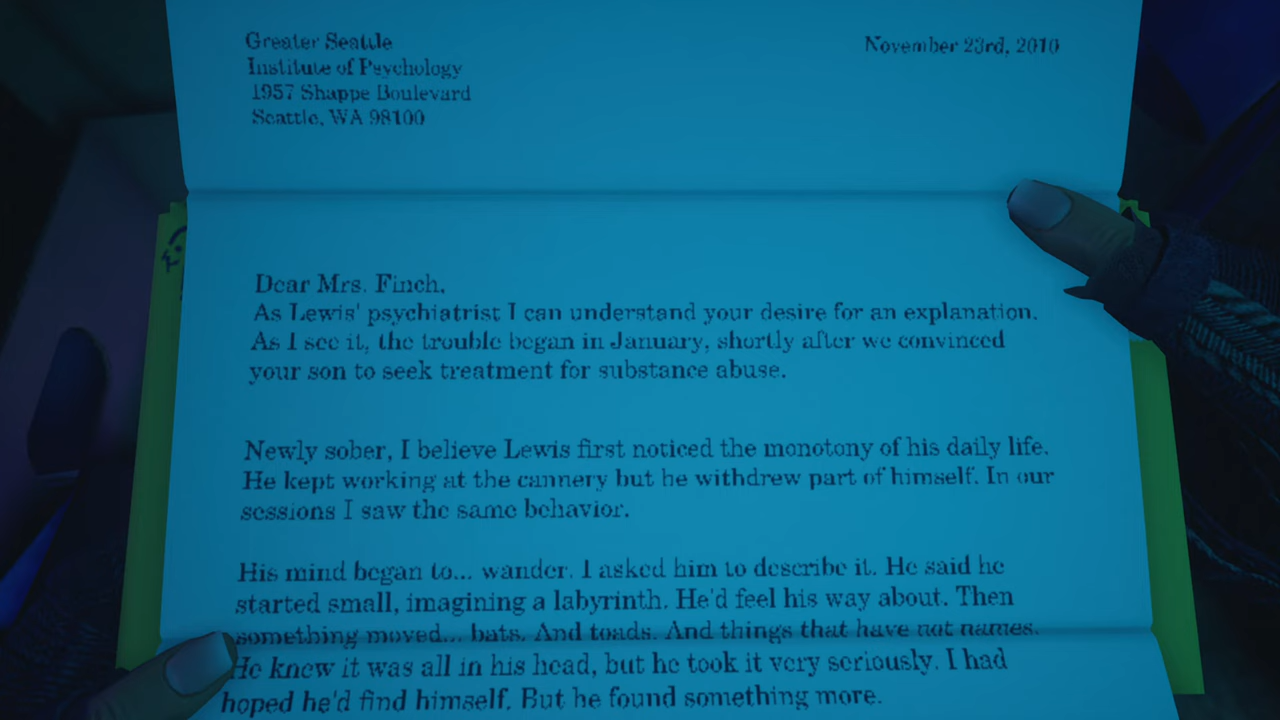 Greater Seattle
Institute of Psychology
1957 Shappe Boulevard
Seattle, WA 98100
November 23rd, 2010
Dear Mrs. Finch,
As Lewis' psychiatrist I can understand your desire for an explanation.
As I see it, the trouble began in January, shortly after we convinced
your son to seek treatment for substance abuse.
Newly sober, I believe Lewis first noticed the monotony of his daily life.
He kept working at the cannery but he withdrew part of himself. In our
sessions I saw the same behavior.
His mind began to... wander. I asked him to describe it. He said he
started small, imagining a labyrinth. He'd feel his way about. Then
something moved... bats. And toads. And things that have not names.
He knew it was all in his head, but he took it very seriously. I had
hoped he'd find himself. But he found something more.